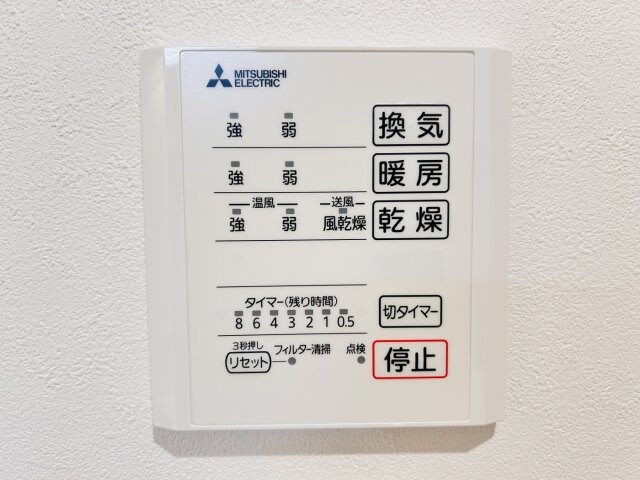 MITSUBISHI
ELECTRIC
強 弱 換気
強 弱 暖房
温風 送風
強 弱 風乾燥 乾燥
タイマー(残り時間)
8 6 4 3 2 1 0.5 切タイマー
3秒押し
リセット フィルター清掃 点検 停止